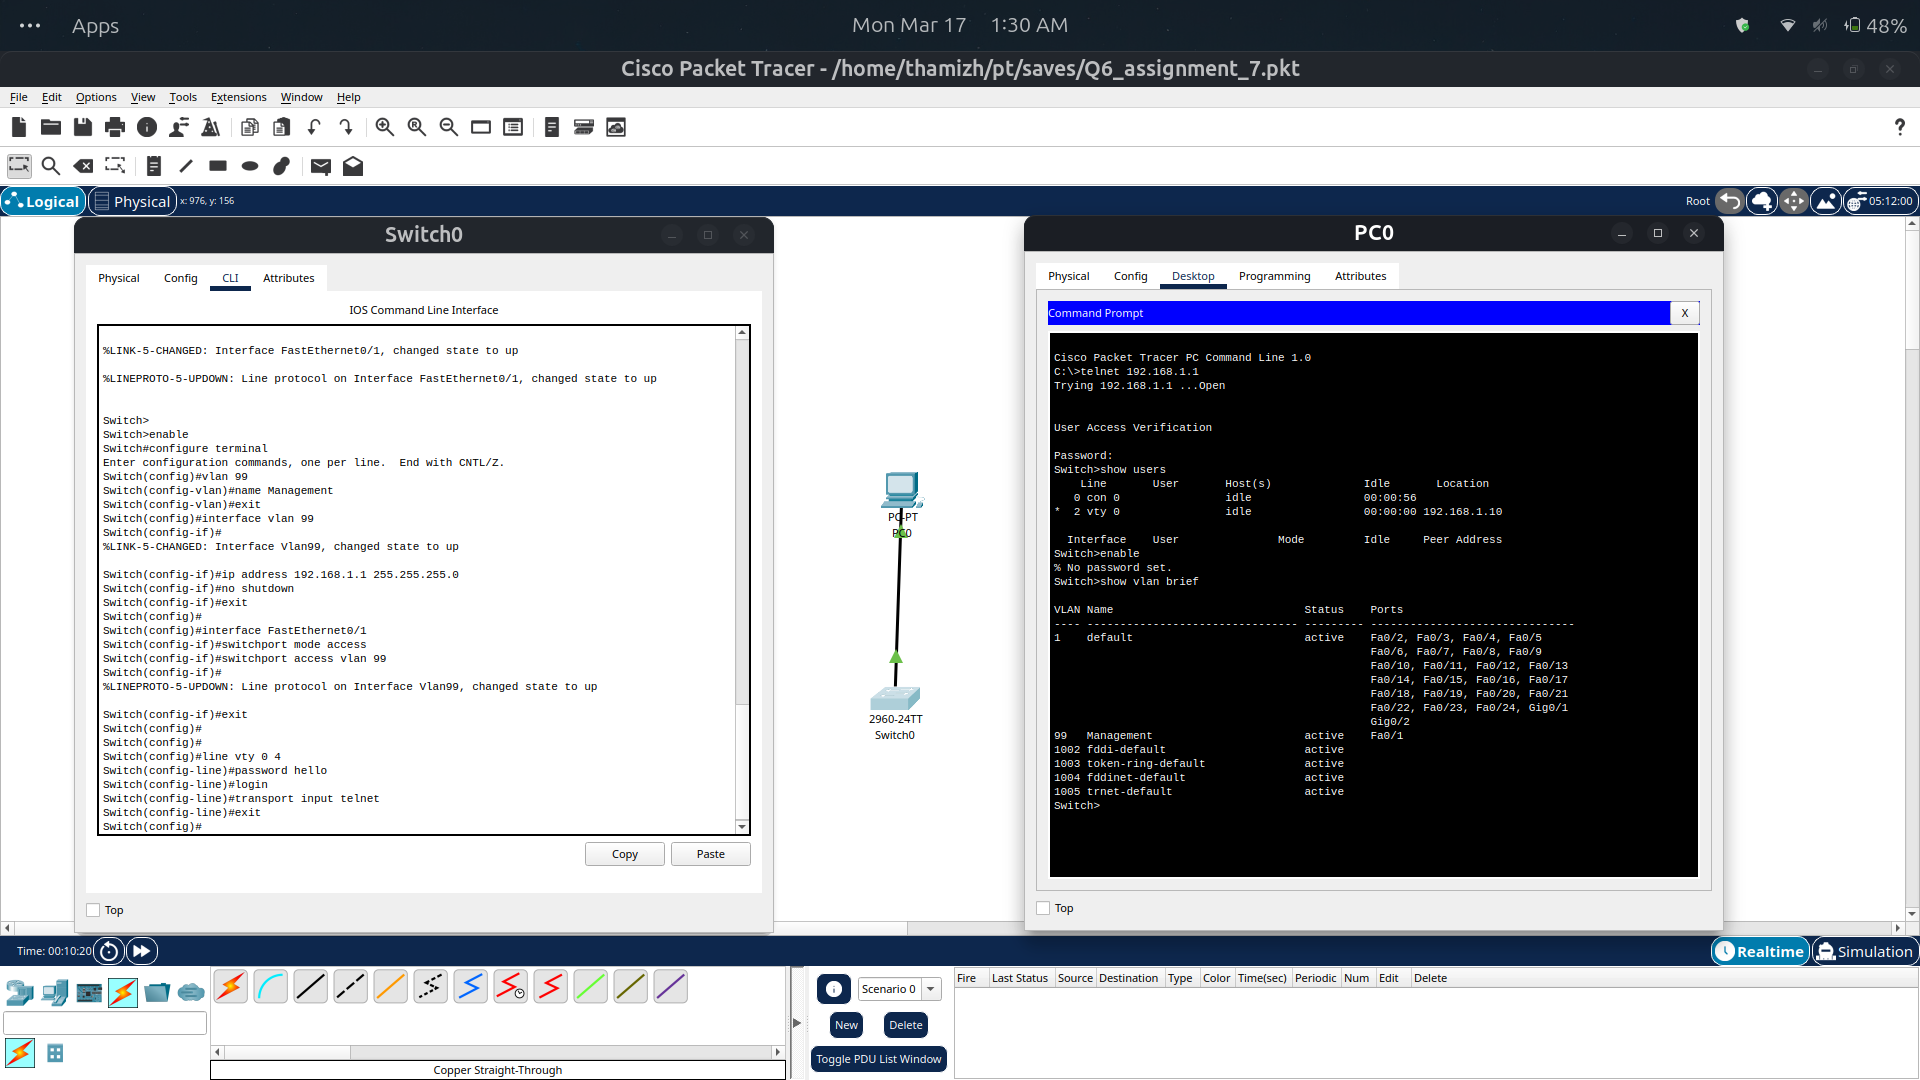 Apps
Mon Mar 17 1:30 AM
48%
Cisco Packet Tracer - /home/thamizh/pt/saves/Q6_assignment_7.pkt
File Edit Options View Tools Extensions Window Help
?
Logical Physical x: 976, y: 156
Root 05:12:00
Switch0
Physical Config CLI Attributes
IOS Command Line Interface
%LINK-5-CHANGED: Interface FastEthernet0/1, changed state to up
%LINEPROTO-5-UPDOWN: Line protocol on Interface FastEthernet0/1, changed state to up
Switch>
Switch>enable
Switch#configure terminal
Enter configuration commands, one per line.  End with CNTL/Z.
Switch(config)#vlan 99
Switch(config-vlan)#name Management
Switch(config-vlan)#exit
Switch(config)#interface vlan 99
Switch(config-if)#
%LINK-5-CHANGED: Interface Vlan99, changed state to up
Switch(config-if)#ip address 192.168.1.1 255.255.255.0
Switch(config-if)#no shutdown
Switch(config-if)#exit
Switch(config)#
Switch(config)#interface FastEthernet0/1
Switch(config-if)#switchport mode access
Switch(config-if)#switchport access vlan 99
Switch(config-if)#
%LINEPROTO-5-UPDOWN: Line protocol on Interface Vlan99, changed state to up
Switch(config-if)#exit
Switch(config)#
Switch(config)#
Switch(config)#line vty 0 4
Switch(config-line)#password hello
Switch(config-line)#login
Switch(config-line)#transport input telnet
Switch(config-line)#exit
Switch(config)#
Copy Paste
Top
PC-PT
PC0
2960-24TT
Switch0
PC0
Physical Config Desktop Programming Attributes
Command Prompt X
Cisco Packet Tracer PC Command Line 1.0
C:\>telnet 192.168.1.1
Trying 192.168.1.1 ...Open
User Access Verification
Password:
Switch>show users
Line User Host(s) Idle Location
0 con 0 idle 00:00:56
* 2 vty 0 idle 00:00:00 192.168.1.10
Interface User Mode Idle Peer Address
Switch>enable
% No password set.
Switch>show vlan brief
VLAN Name Status Ports
---- -------------------------------- --------- -------------------------------
1 default active Fa0/2, Fa0/3, Fa0/4, Fa0/5
Fa0/6, Fa0/7, Fa0/8, Fa0/9
Fa0/10, Fa0/11, Fa0/12, Fa0/13
Fa0/14, Fa0/15, Fa0/16, Fa0/17
Fa0/18, Fa0/19, Fa0/20, Fa0/21
Fa0/22, Fa0/23, Fa0/24, Gig0/1
Gig0/2
99 Management active Fa0/1
1002 fddi-default active
1003 token-ring-default active
1004 fddinet-default active
1005 trnet-default active
Switch>
Top
Time: 00:10:20
Realtime Simulation
Copper Straight-Through
Scenario 0
New Delete
Toggle PDU List Window
Fire Last Status Source Destination Type Color Time(sec) Periodic Num Edit Delete